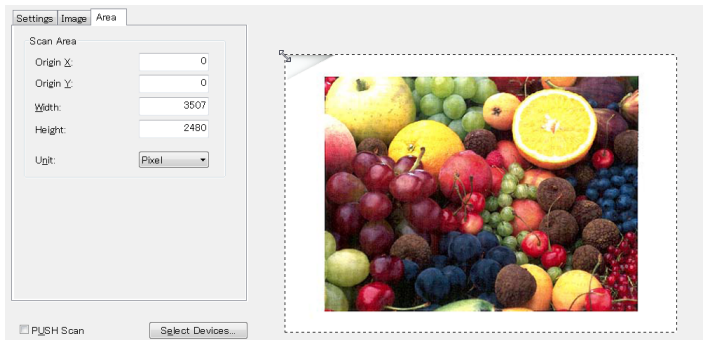 Settings Image Area
Scan Area
Origin X: 0
Origin Y: 0
Width: 3507
Height: 2480
Unit: Pixel
PUSH Scan Select Devices...